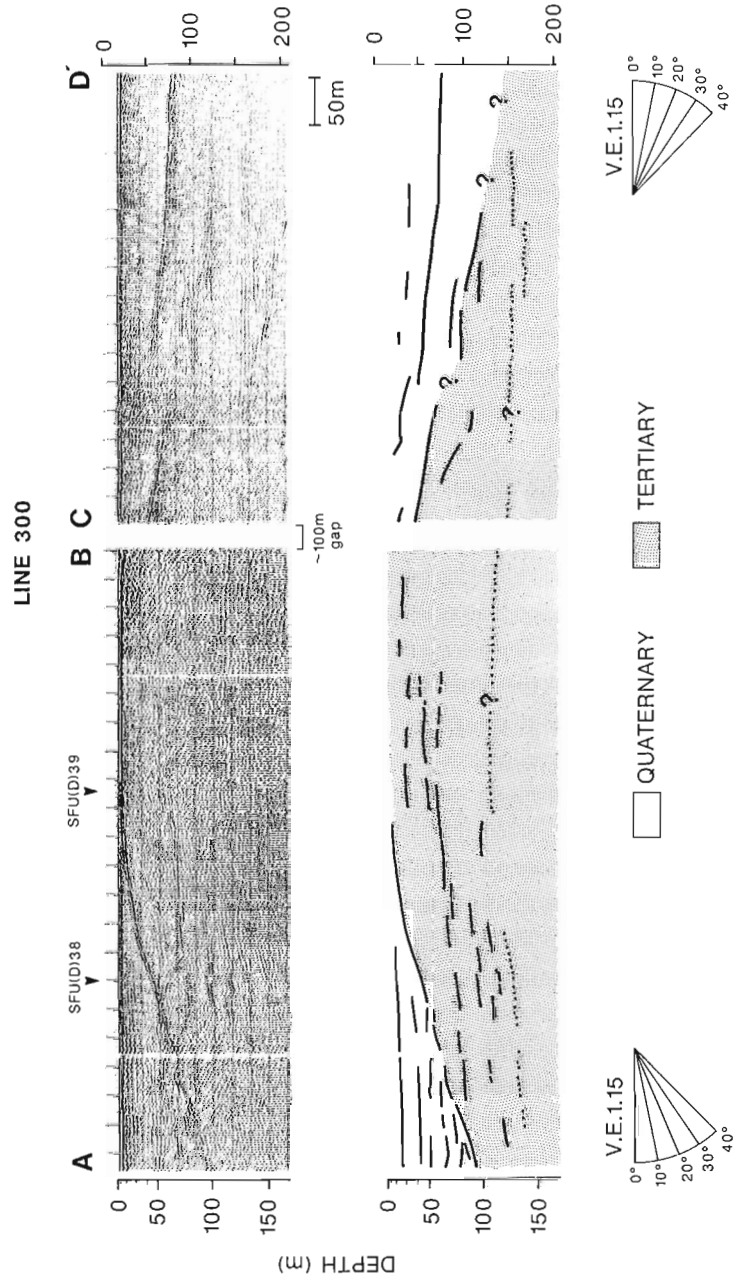 LINE 300
A
B
C
D´
SFU(D)38
SFU(D)39
~100m
gap
50m
DEPTH (m)
0
50
100
150
0
100
200
0
50
100
150
0
100
200
?
?
?
?
?
?
V.E.1.15
0°
10°
20°
30°
40°
QUATERNARY
TERTIARY
V.E.1.15
0°
10°
20°
30°
40°